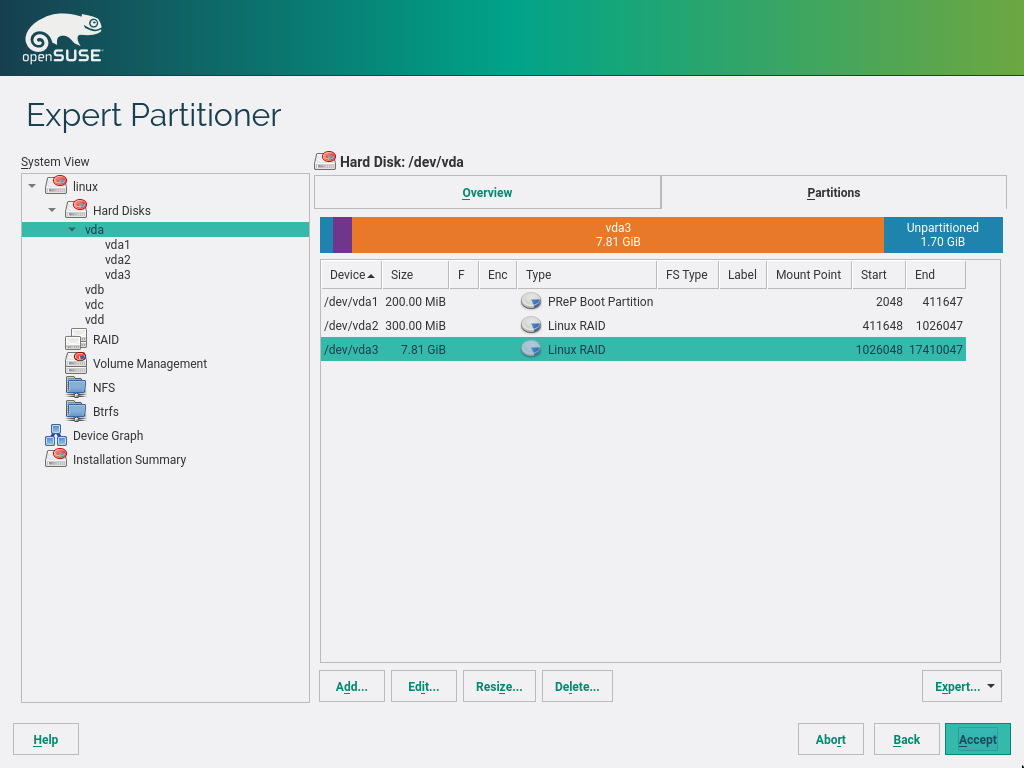 openSUSE
Expert Partitioner
System View
linux
Hard Disks
vda
vda1
vda2
vda3
vdb
vdc
vdd
RAID
Volume Management
NFS
Btrfs
Device Graph
Installation Summary
Hard Disk: /dev/vda
Overview Partitions
vda3
7.81 GiB
Unpartitioned
1.70 GiB
Device Size F Enc Type FS Type Label Mount Point Start End
/dev/vda1 200.00 MiB PReP Boot Partition 2048 411647
/dev/vda2 300.00 MiB Linux RAID 411648 1026047
/dev/vda3 7.81 GiB Linux RAID 1026048 17410047
Add... Edit... Resize... Delete... Expert...
Help Abort Back Accept